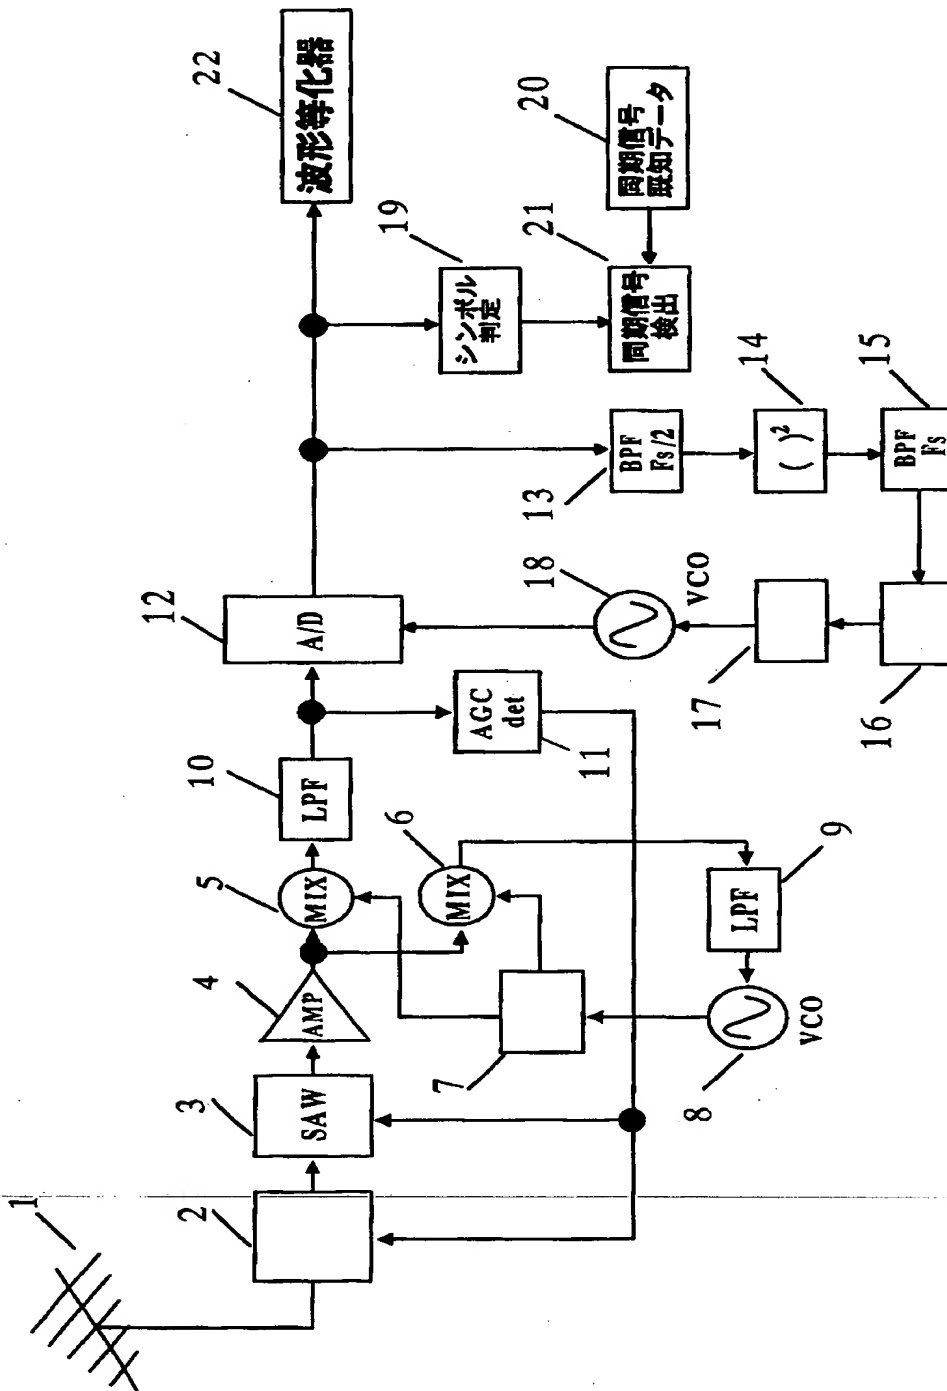 1
2
3
SAW
4
AMP
5
MIX
6
MIX
7
8
VCO
9
LPF
10
LPF
11
AGC
det
12
A/D
13
BPF
Fs/2
14
( )²
15
BPF
Fs
16
17
18
VCO
19
シンボル
判定
20
同期信号
既知データ
21
同期信号
検出
22
波形等化器